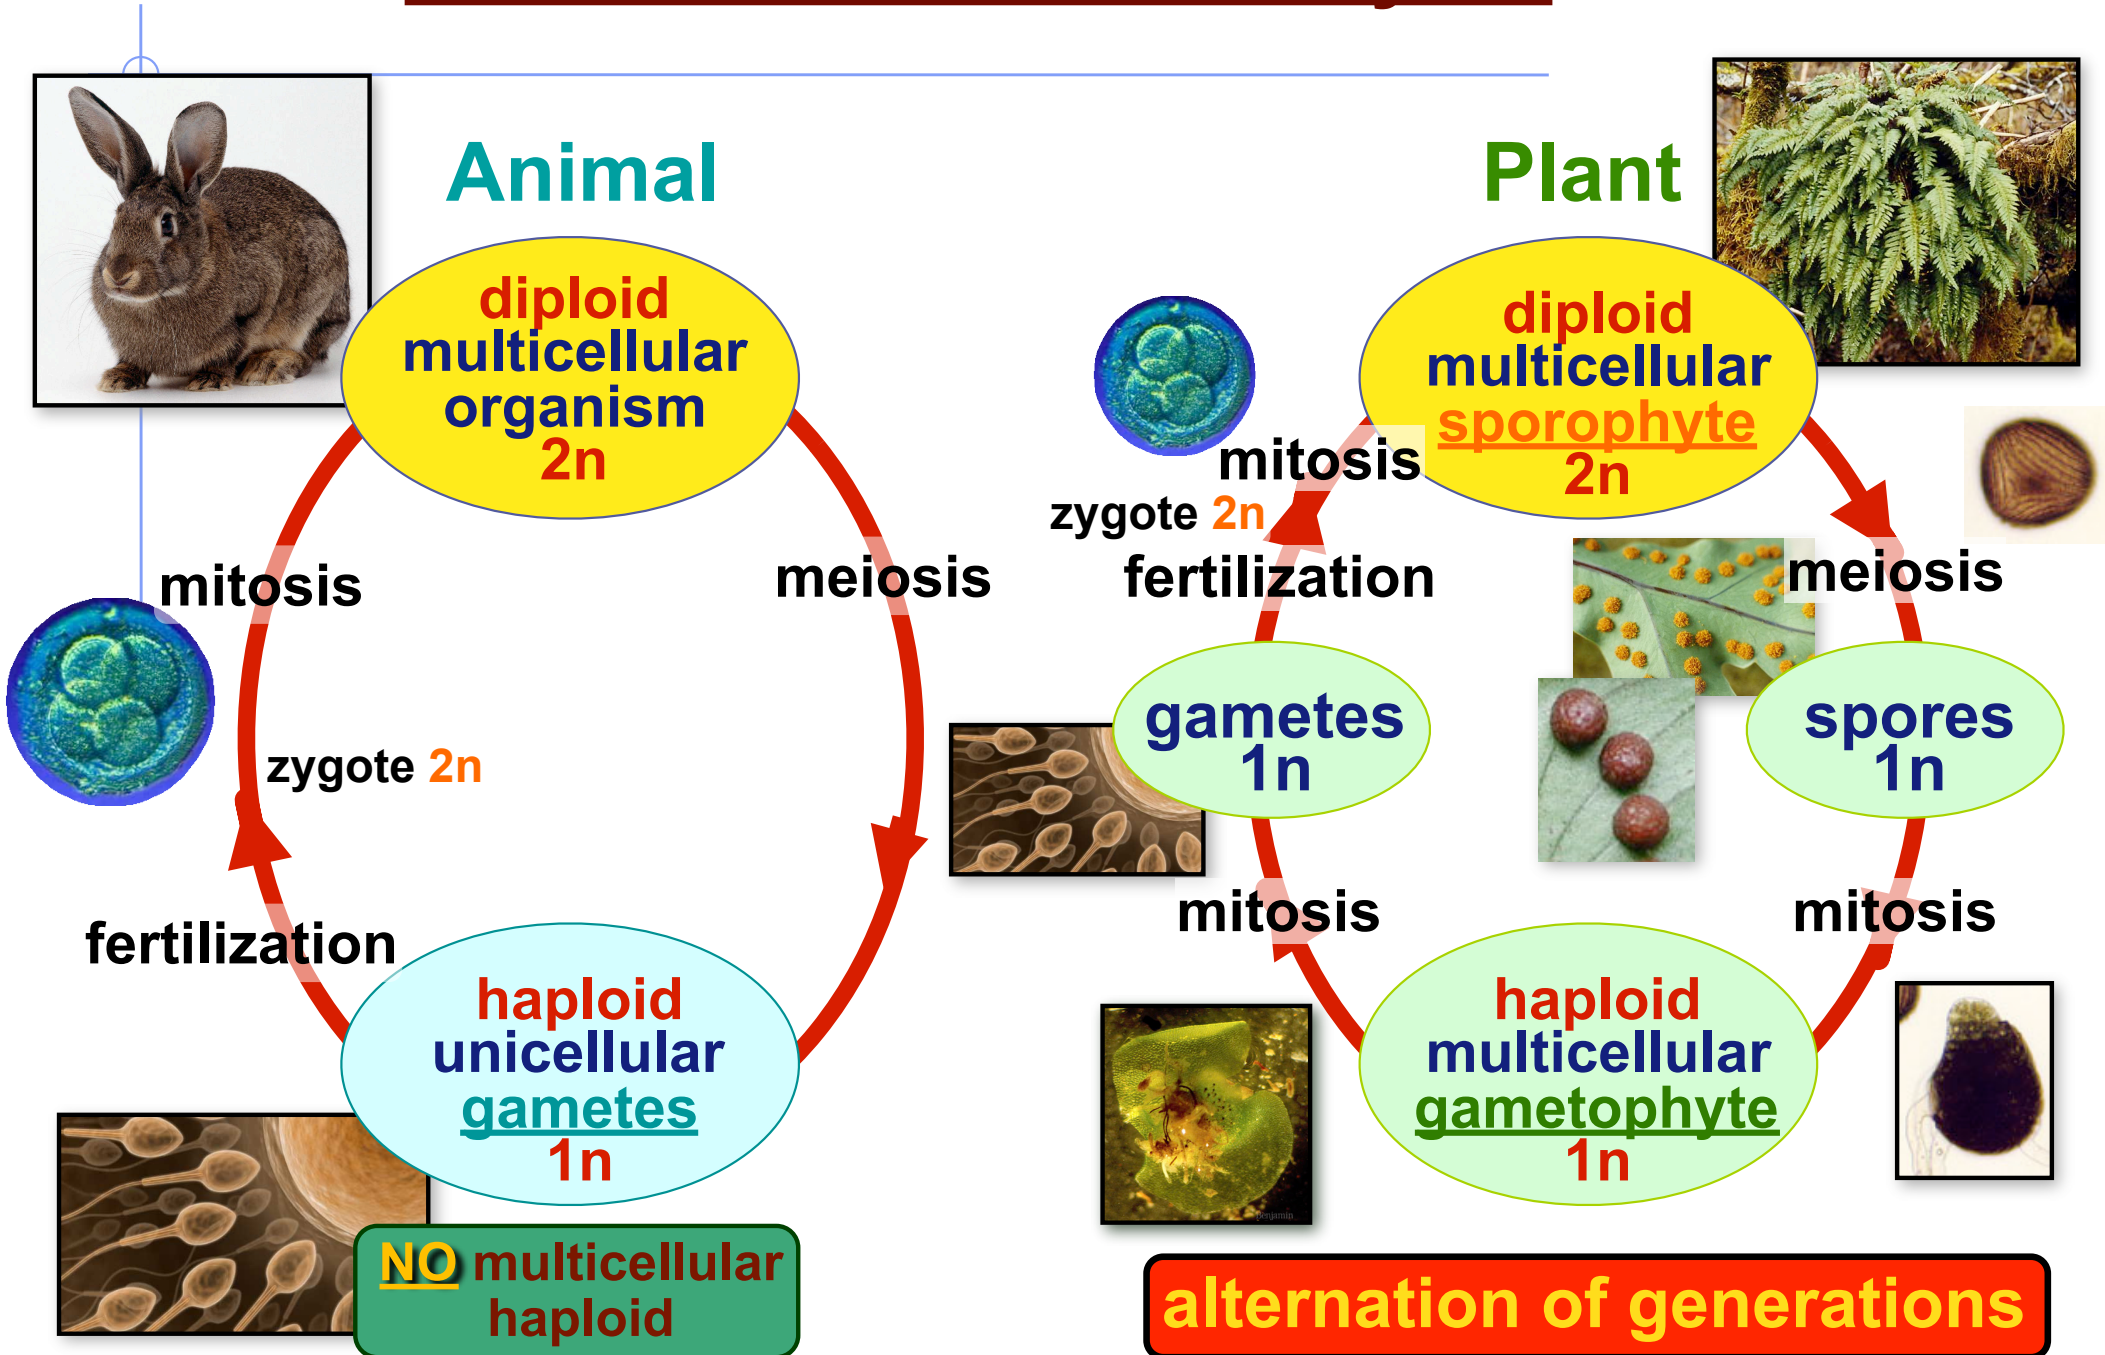 Animal
diploid
multicellular
organism
2n
mitosis
meiosis
zygote 2n
fertilization
haploid
unicellular
gametes
1n
NO multicellular
haploid
Plant
diploid
multicellular
sporophyte
2n
mitosis
zygote 2n
fertilization
meiosis
gametes
1n
spores
1n
mitosis
mitosis
haploid
multicellular
gametophyte
1n
benjamin
alternation of generations